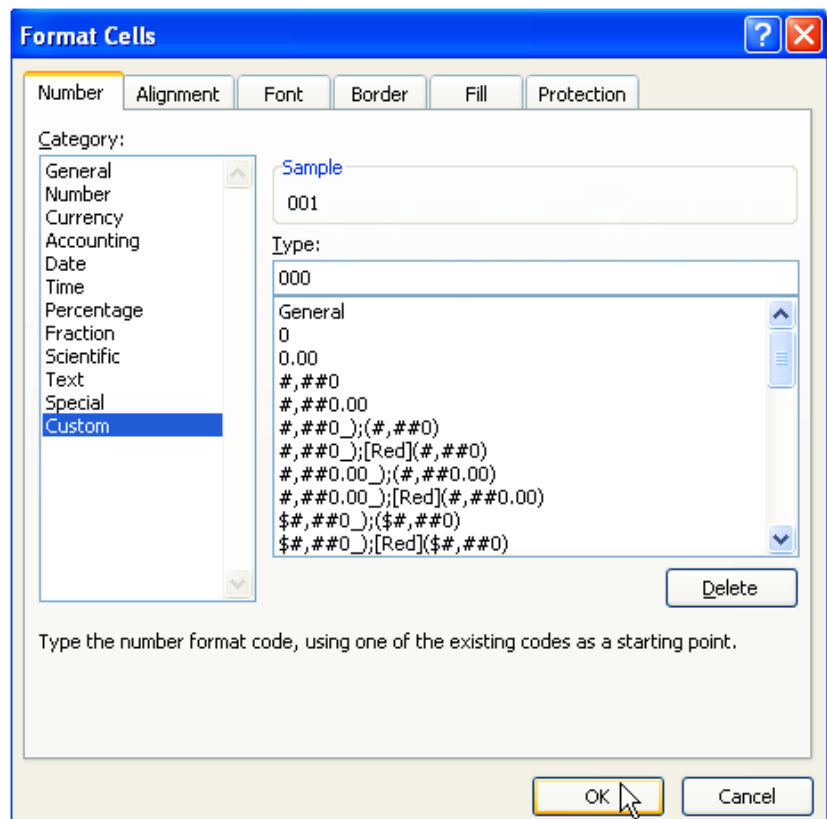 Format Cells
Number Alignment Font Border Fill Protection
Category:
General
Number
Currency
Accounting
Date
Time
Percentage
Fraction
Scientific
Text
Special
Custom
Sample
001
Type:
000
General
0
0.00
#,##0
#,##0.00
#,##0_);(#,##0)
#,##0_);[Red](#,##0)
#,##0.00_);(#,##0.00)
#,##0.00_);[Red](#,##0.00)
$#,##0_);($#,##0)
$#,##0_);[Red]($#,##0)
Delete
Type the number format code, using one of the existing codes as a starting point.
OK Cancel